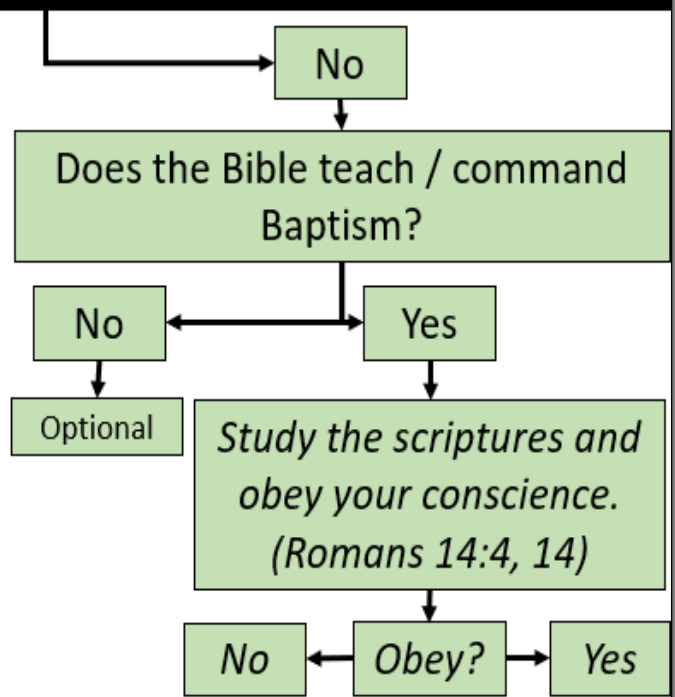 No
Does the Bible teach / command
Baptism?
No
Yes
Optional
Study the scriptures and
obey your conscience.
(Romans 14:4, 14)
No
Obey?
Yes